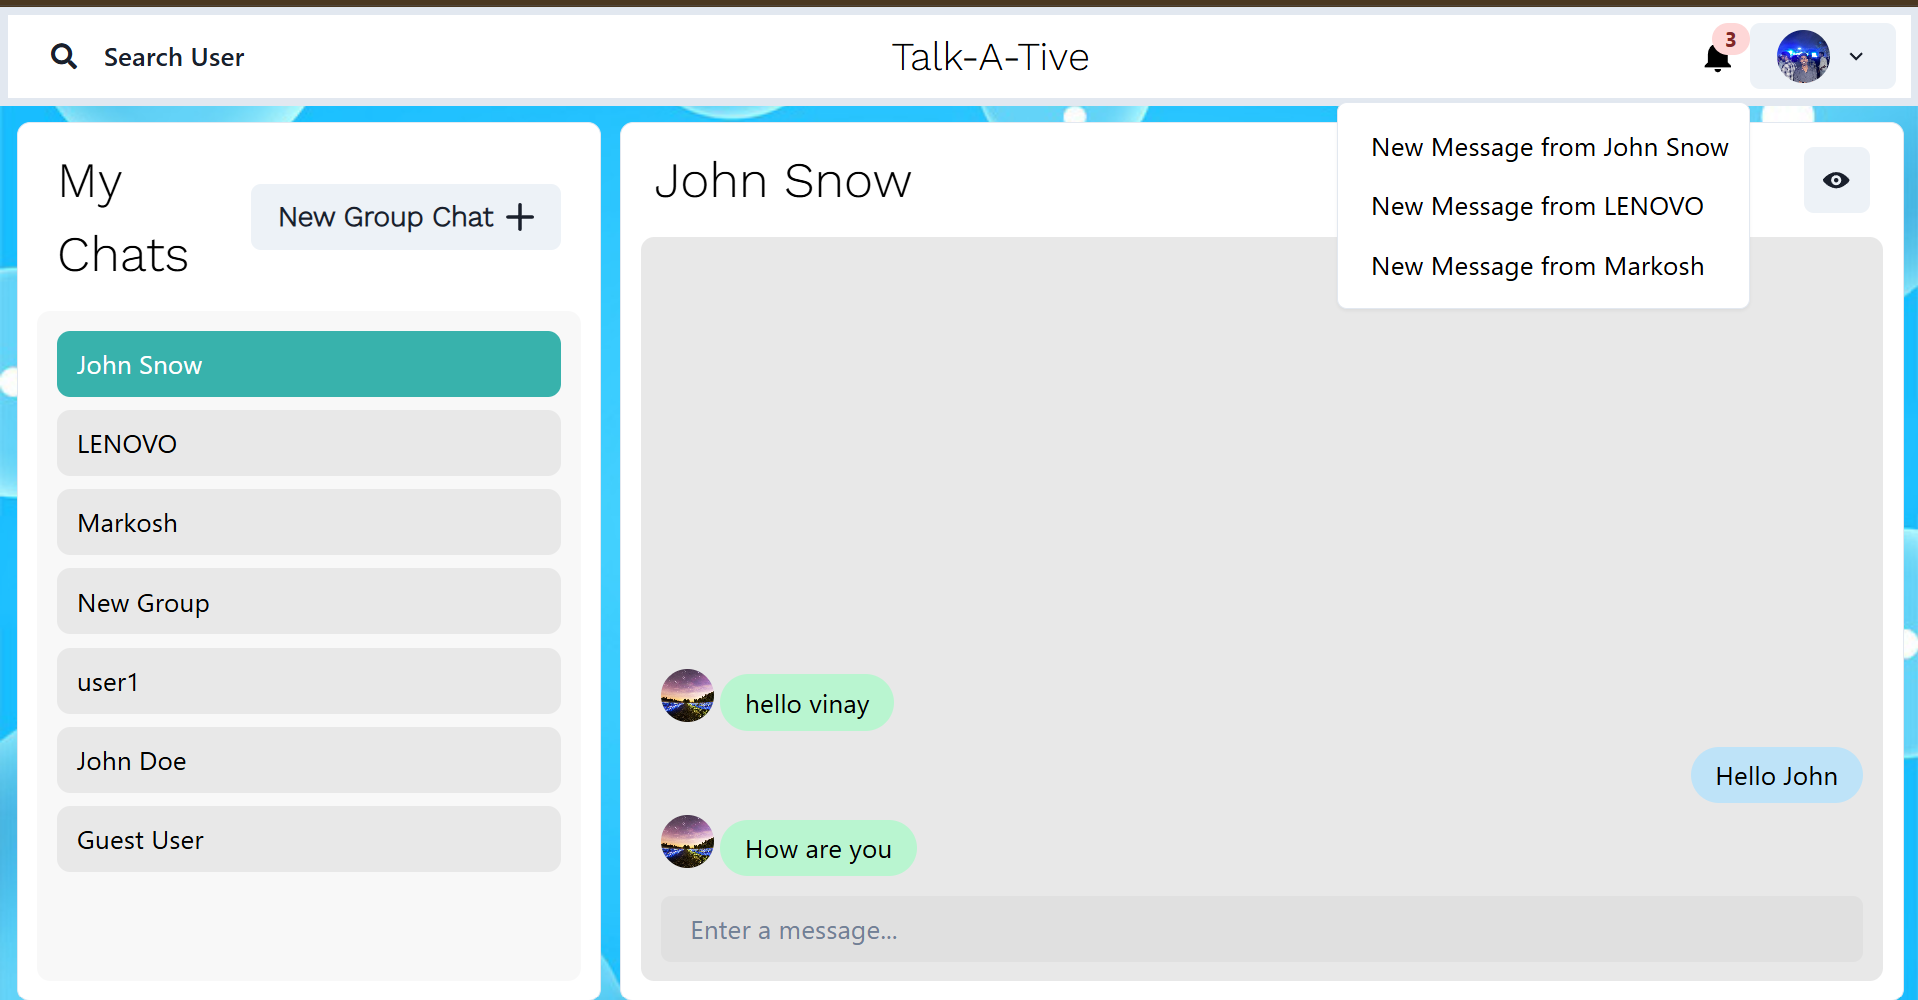 Search User
Talk-A-Tive
3
New Message from John Snow
New Message from LENOVO
New Message from Markosh
My
Chats
New Group Chat
John Snow
LENOVO
Markosh
New Group
user1
John Doe
Guest User
John Snow
hello vinay
Hello John
How are you
Enter a message...